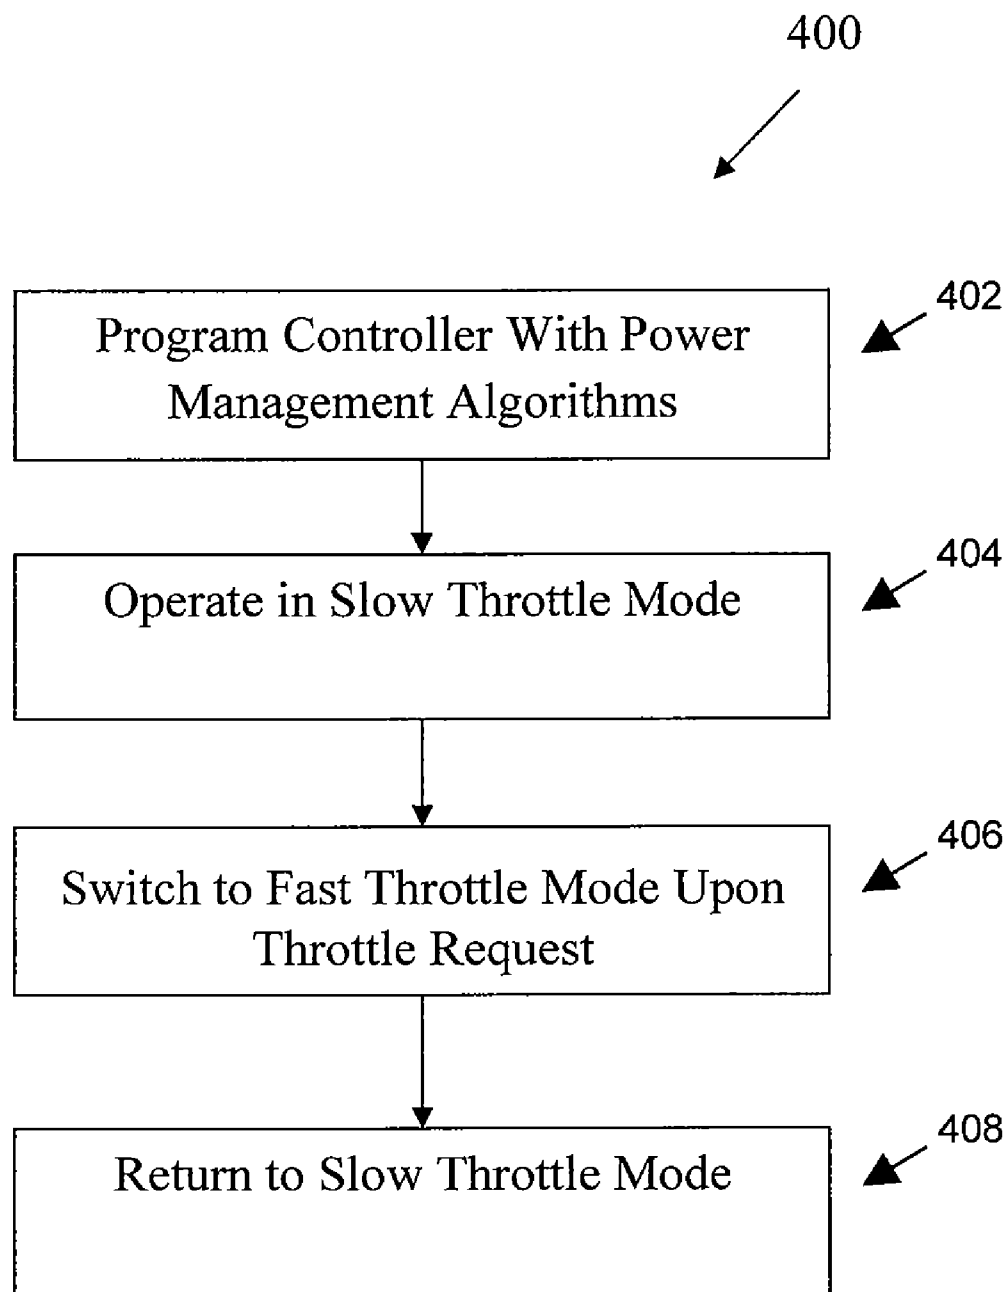 400
402
Program Controller With Power
Management Algorithms
404
Operate in Slow Throttle Mode
406
Switch to Fast Throttle Mode Upon
Throttle Request
408
Return to Slow Throttle Mode